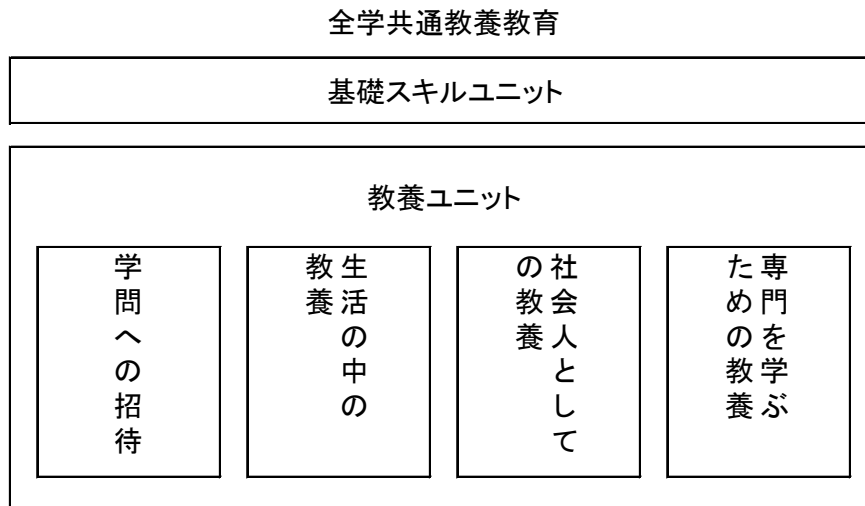 全学共通教養教育
基礎スキルユニット
教養ユニット
学問への招待
生活の中の
教養
社会人として
の教養
専門を学ぶ
ための教養